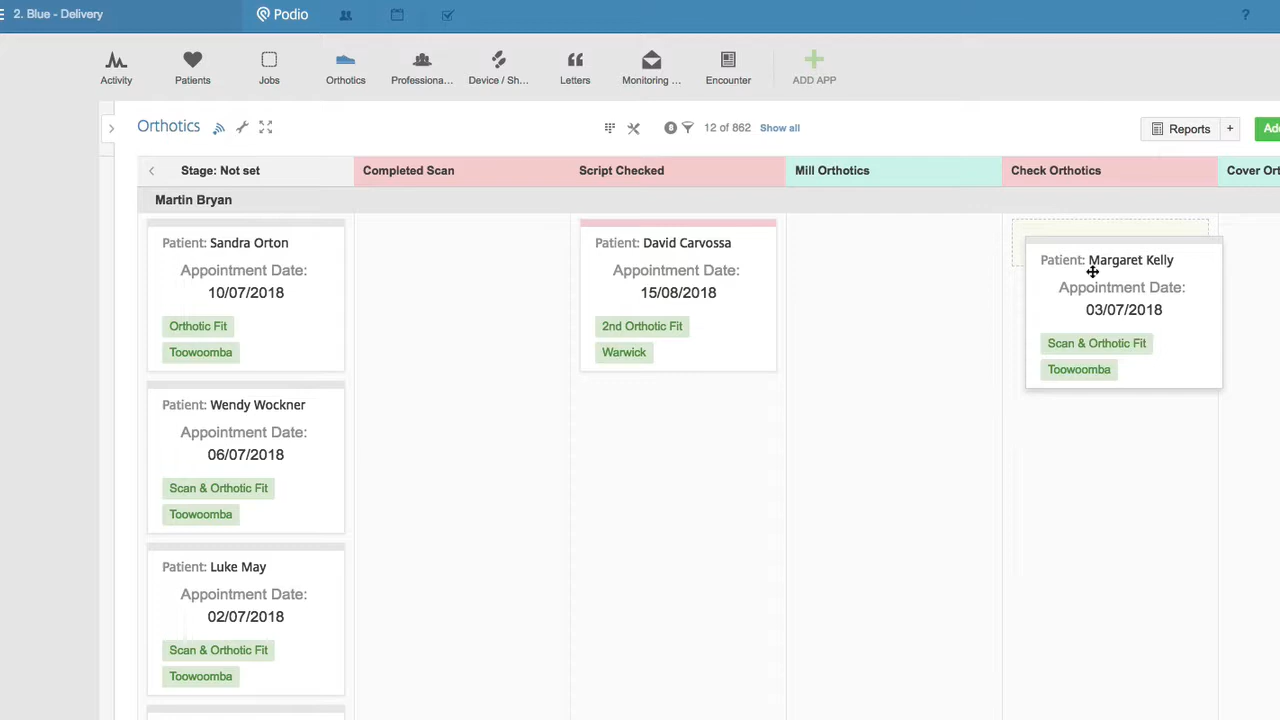 2. Blue - Delivery
Podio
?
Activity
Patients
Jobs
Orthotics
Professiona...
Device / Sh...
Letters
Monitoring ...
Encounter
ADD APP
Orthotics
8
12 of 862
Show all
Reports
+
Stage: Not set
Completed Scan
Script Checked
Mill Orthotics
Check Orthotics
Martin Bryan
Patient: Sandra Orton
Appointment Date:
10/07/2018
Orthotic Fit
Toowoomba
Patient: David Carvossa
Appointment Date:
15/08/2018
2nd Orthotic Fit
Warwick
Patient: Margaret Kelly
Appointment Date:
03/07/2018
Scan & Orthotic Fit
Toowoomba
Patient: Wendy Wockner
Appointment Date:
06/07/2018
Scan & Orthotic Fit
Toowoomba
Patient: Luke May
Appointment Date:
02/07/2018
Scan & Orthotic Fit
Toowoomba